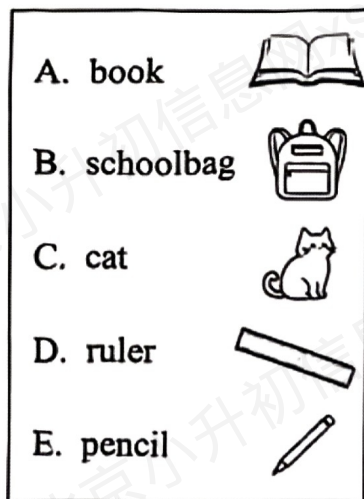 A. book
B. schoolbag
C. cat
D. ruler
E. pencil